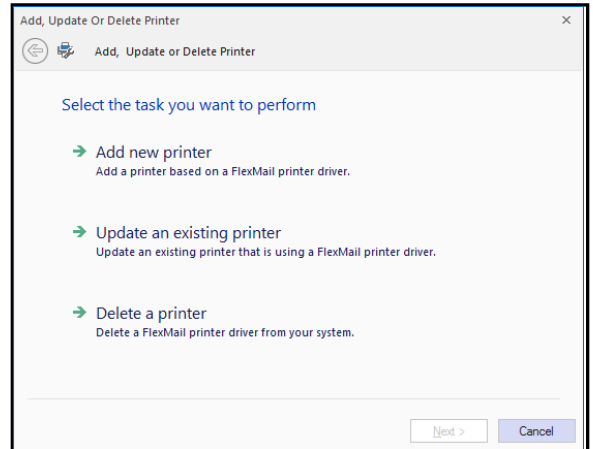 Add, Update Or Delete Printer
Add, Update or Delete Printer
Select the task you want to perform
Add new printer
Add a printer based on a FlexMail printer driver.
Update an existing printer
Update an existing printer that is using a FlexMail printer driver.
Delete a printer
Delete a FlexMail printer driver from your system.
Next >
Cancel